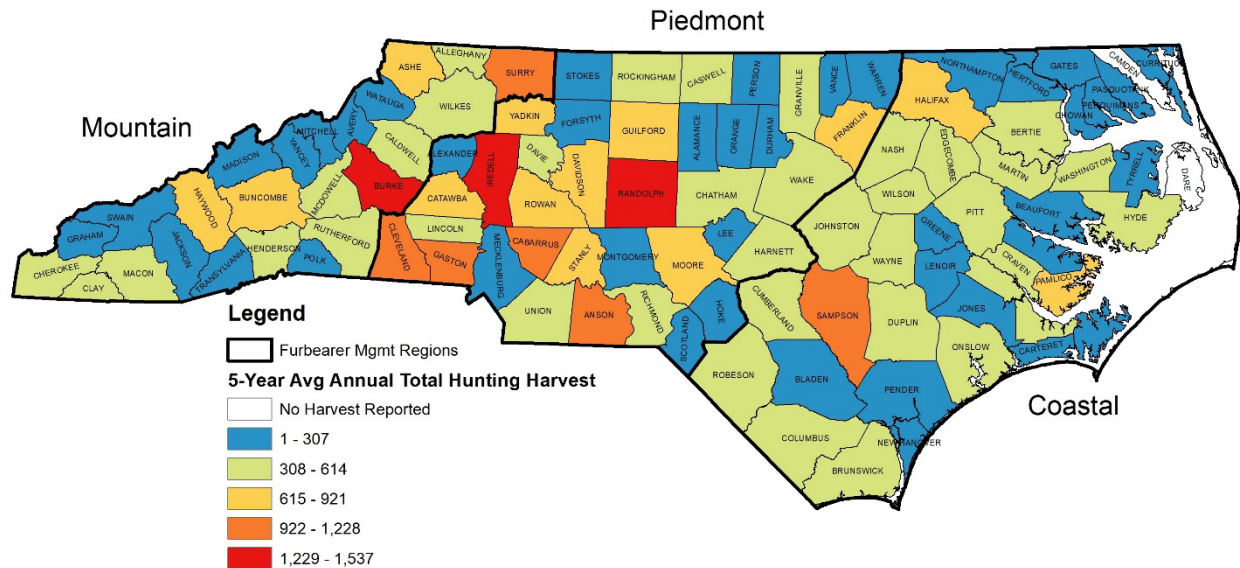 Piedmont
Mountain
Coastal
ASHE
ALLEGHANY
SURRY
STOKES
ROCKINGHAM
CASWELL
PERSON
GRANVILLE
VANCE
WARREN
NORTHAMPTON
HERTFORD
GATES
CAMDEN
CURRITUC
PASQUOTANK
PERQUIMANS
CHOWAN
HALIFAX
BERTIE
WATAUGA
WILKES
YADKIN
FORSYTH
GUILFORD
ALAMANCE
ORANGE
DURHAM
FRANKLIN
NASH
EDGECOMBE
MARTIN
WASHINGTON
TYRRELL
DARE
MITCHELL
AVERY
YANCEY
MADISON
CALDWELL
LEXANDER
IREDELL
DAVIE
DAVIDSON
RANDOLPH
CHATHAM
WAKE
WILSON
PITT
BEAUFORT
HYDE
HAYWOOD
BUNCOMBE
MCDOWELL
BURKE
CATAWBA
ROWAN
LINCOLN
SWAIN
GRAHAM
JACKSON
TRANSYLVANIA
HENDERSON
POLK
RUTHERFORD
CLEVELAND
GASTON
MECKLENBURG
CABARRUS
STANLY
MONTGOMERY
MOORE
LEE
HARNETT
JOHNSTON
WAYNE
GREENE
LENOIR
CRAVEN
PAMLICO
CHEROKEE
CLAY
MACON
UNION
ANSON
RICHMOND
SCOTLAND
HOKE
CUMBERLAND
SAMPSON
DUPLIN
JONES
ONSLOW
CARTERET
ROBESON
BLADEN
PENDER
COLUMBUS
NEW HANOVER
BRUNSWICK
Legend
Furbearer Mgmt Regions
5-Year Avg Annual Total Hunting Harvest
No Harvest Reported
1 - 307
308 - 614
615 - 921
922 - 1,228
1,229 - 1,537